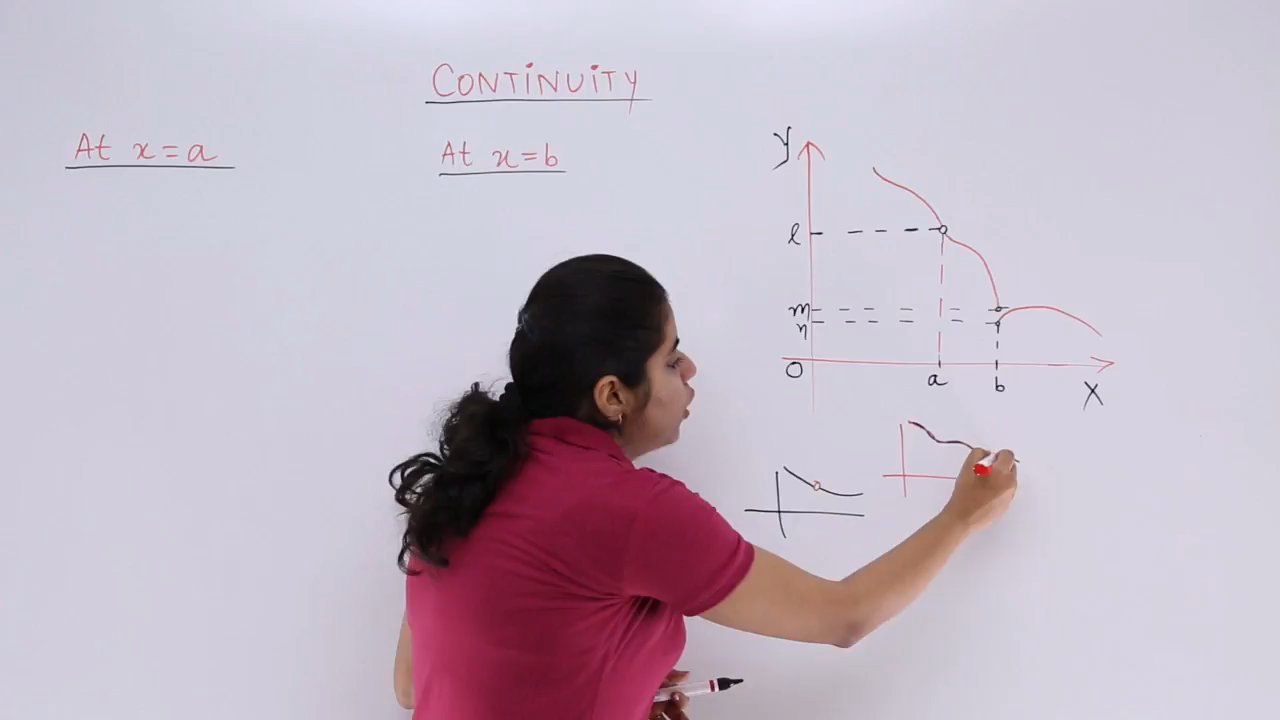 CONTINUITY
At x=a
At x=b
y
l
m
n
O
a
b
X